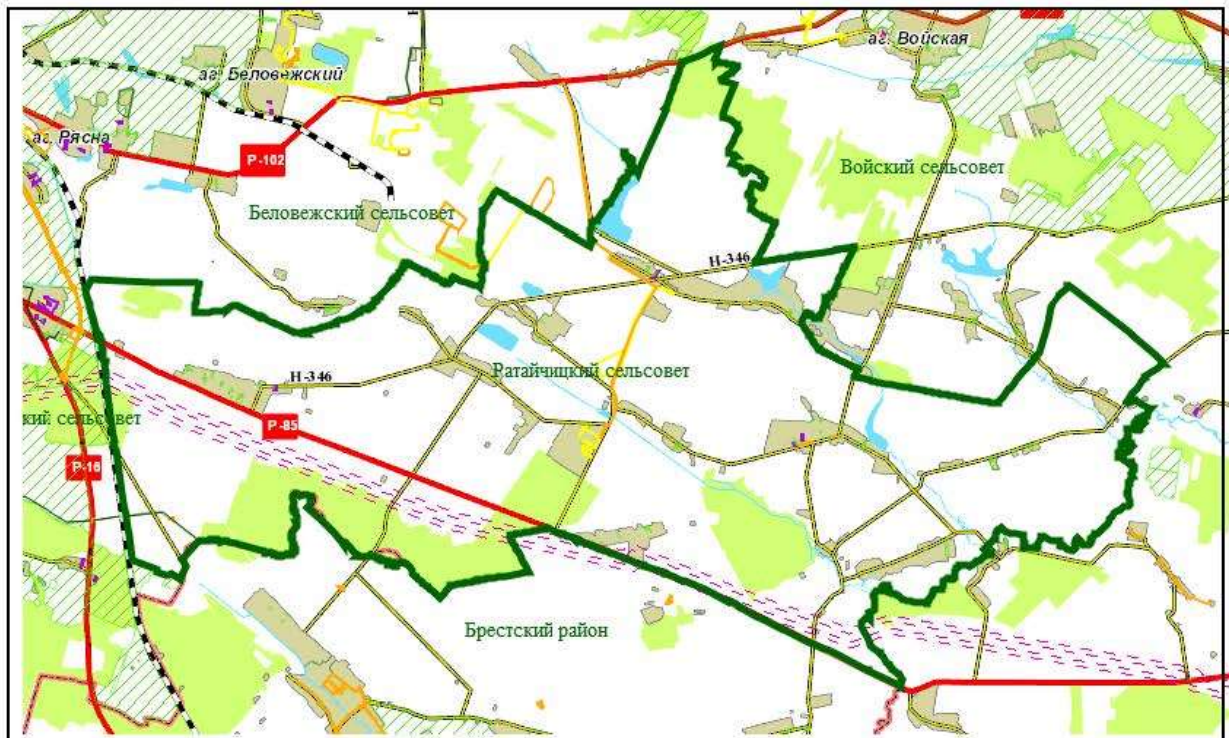 аг. Войская
аг. Беловежский
аг. Рясна
Р-102
Войский сельсовет
Беловежский сельсовет
Н-346
Н-346
Ратайчицкий сельсовет
кий сельсовет
Р-85
Р-16
Брестский район